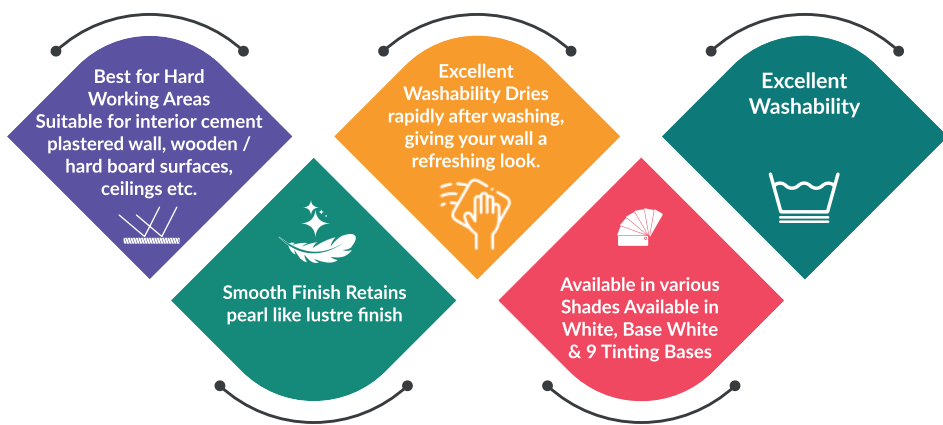 Best for Hard
Working Areas
Suitable for interior cement
plastered wall, wooden /
hard board surfaces,
ceilings etc.
Smooth Finish Retains
pearl like lustre finish
Excellent
Washability Dries
rapidly after washing,
giving your wall a
refreshing look.
Available in various
Shades Available in
White, Base White
& 9 Tinting Bases
Excellent
Washability